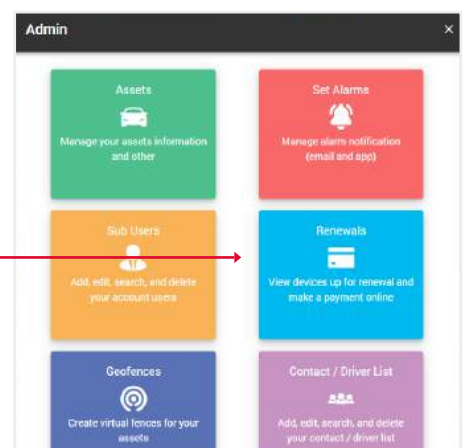 Admin
×
Assets
Manage your assets information
and other
Set Alarms
Manage alarm notification
(email and app)
Sub Users
Add, edit, search, and delete
your account users
Renewals
View devices up for renewal and
make a payment online
Geofences
Create virtual fences for your
assets
Contact / Driver List
Add, edit, search, and delete
your contact / driver list